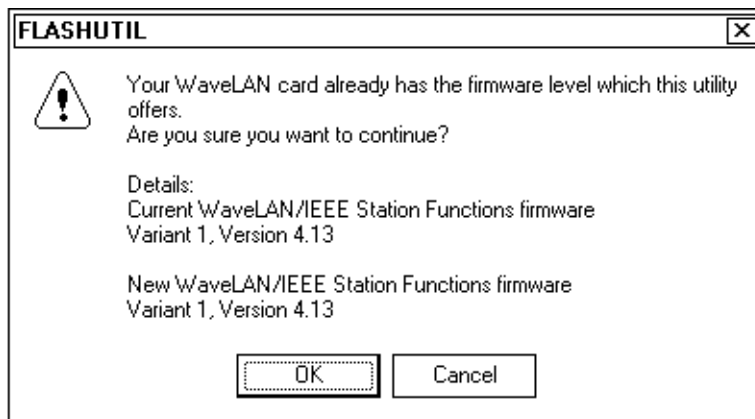 FLASHUTIL
Your WaveLAN card already has the firmware level which this utility
offers.
Are you sure you want to continue?
Details:
Current WaveLAN/IEEE Station Functions firmware
Variant 1, Version 4.13
New WaveLAN/IEEE Station Functions firmware
Variant 1, Version 4.13
OK Cancel